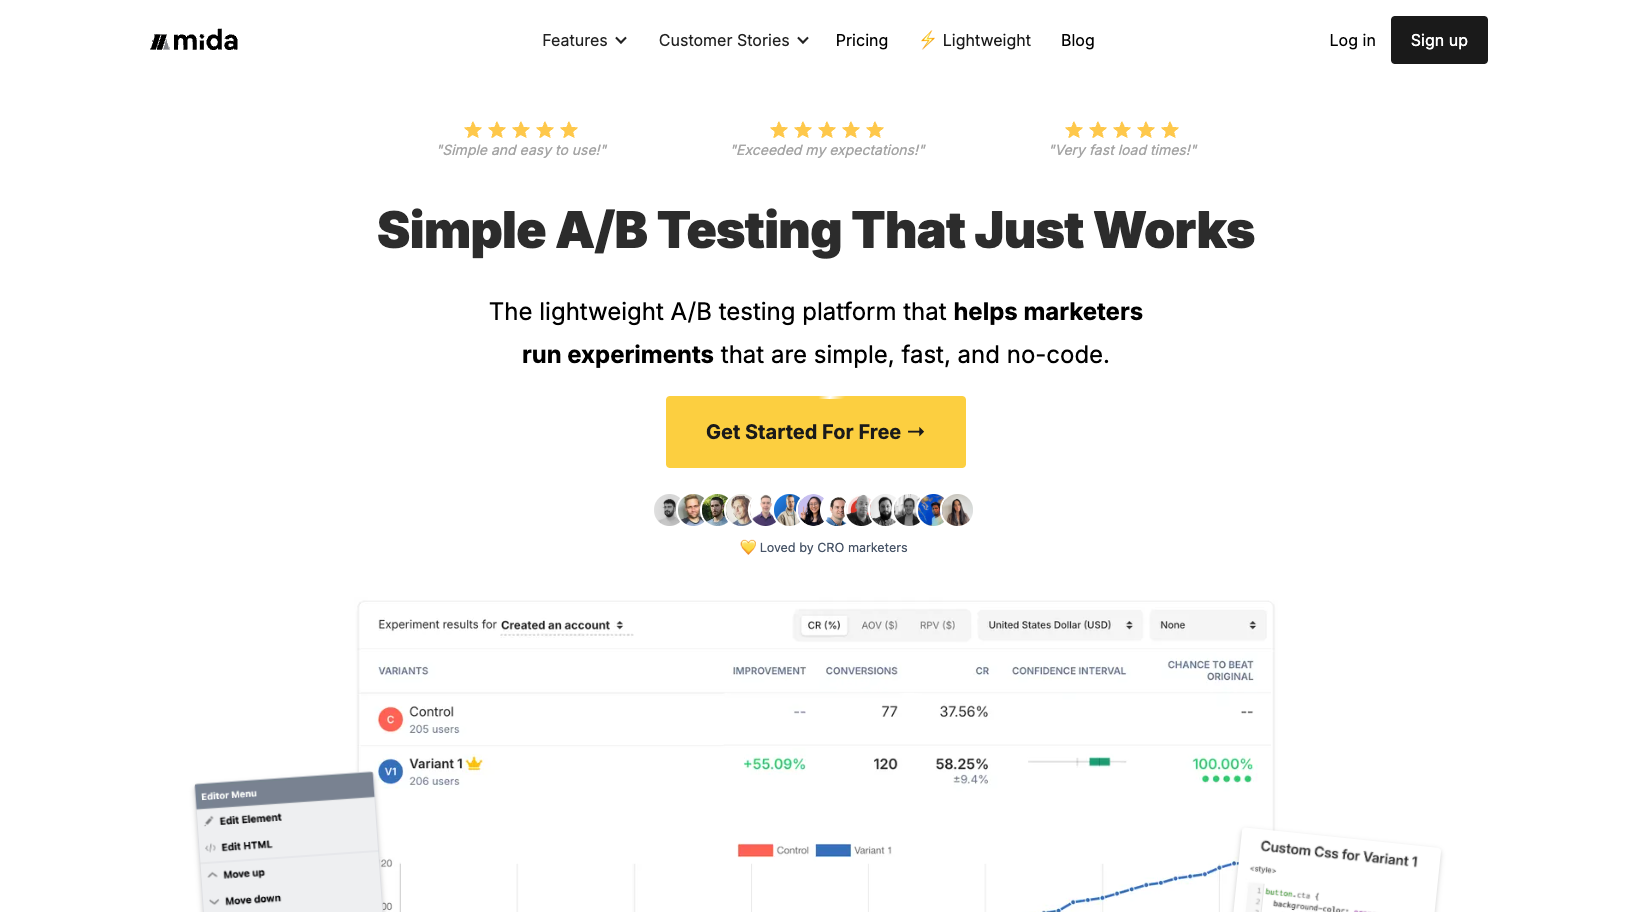 mida
Features
Customer Stories
Pricing
⚡ Lightweight
Blog
Log in
Sign up
"Simple and easy to use!"
"Exceeded my expectations!"
"Very fast load times!"
Simple A/B Testing That Just Works
The lightweight A/B testing platform that helps marketers
run experiments that are simple, fast, and no-code.
Get Started For Free →
💛 Loved by CRO marketers
Experiment results for Created an account
CR (%)
AOV ($)
RPV ($)
United States Dollar (USD)
None
VARIANTS
IMPROVEMENT
CONVERSIONS
CR
CONFIDENCE INTERVAL
CHANCE TO BEAT
ORIGINAL
C
Control
205 users
--
77
37.56%
--
V1
Variant 1
206 users
+55.09%
120
58.25%
±9.4%
100.00%
Editor Menu
Edit Element
Edit HTML
Move up
Move down
Control
Variant 1
20
00
Custom Css for Variant 1
<style>
1 button.cta {
2 background-color: